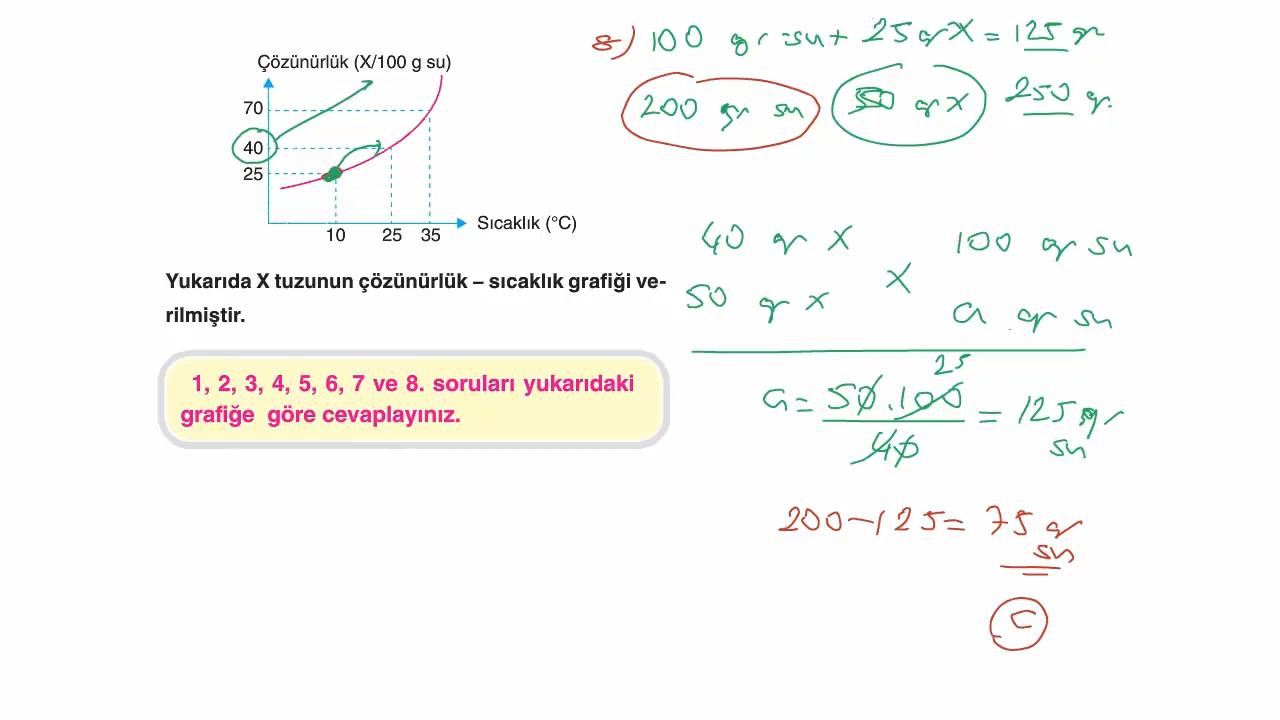 Çözünürlük (X/100 g su)
70
40
25
10 25 35
Sıcaklık (°C)
Yukarıda X tuzunun çözünürlük – sıcaklık grafiği ve-
rilmiştir.
1, 2, 3, 4, 5, 6, 7 ve 8. soruları yukarıdaki
grafiğe göre cevaplayınız.
8-) 100 gr su + 25 gr X = 125 gr
200 gr su 50 gr X 250 gr.
40 gr X 100 gr su
X
50 gr X a gr su
25
a = 50.100 = 125 gr
40 su
200-125= 75 gr
su
C